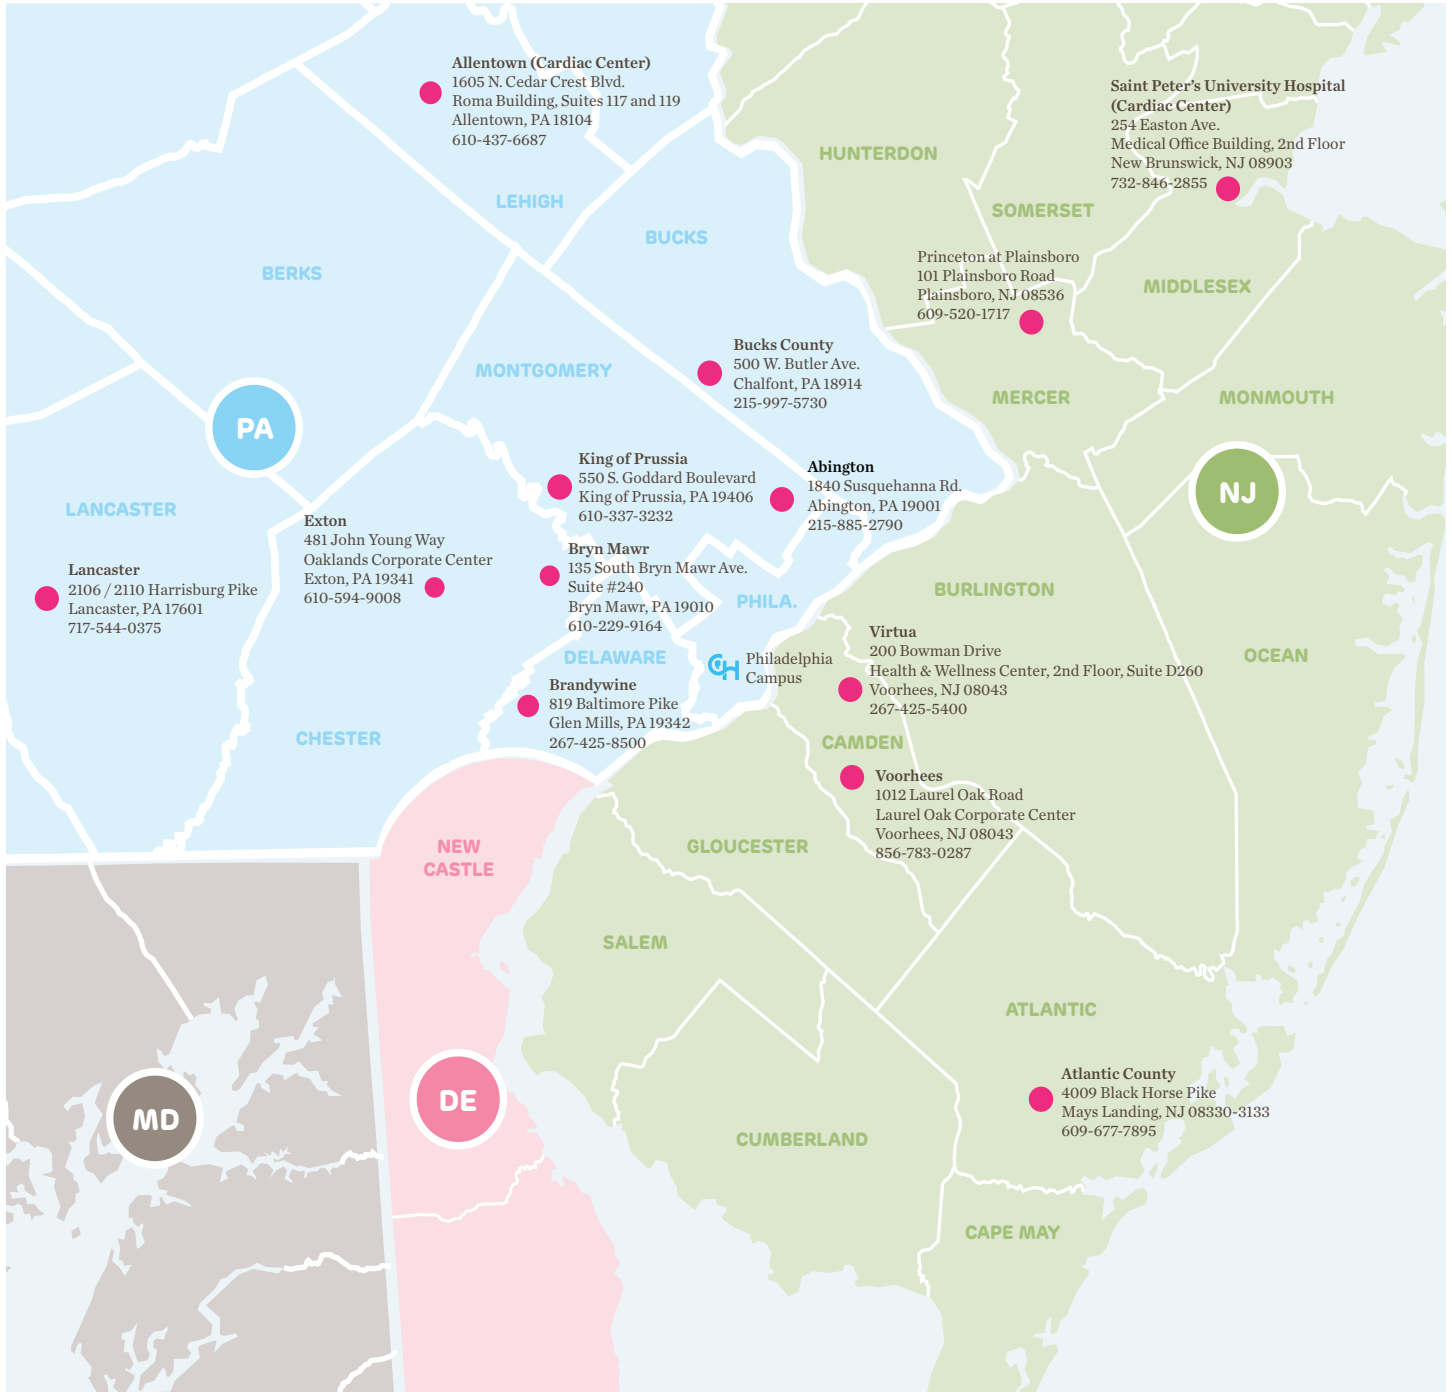 Allentown (Cardiac Center)
1605 N. Cedar Crest Blvd.
Roma Building, Suites 117 and 119
Allentown, PA 18104
610-437-6687
Saint Peter’s University Hospital
(Cardiac Center)
254 Easton Ave.
Medical Office Building, 2nd Floor
New Brunswick, NJ 08903
732-846-2855
HUNTERDON
LEHIGH
SOMERSET
BUCKS
BERKS
Princeton at Plainsboro
101 Plainsboro Road
Plainsboro, NJ 08536
609-520-1717
MIDDLESEX
Bucks County
500 W. Butler Ave.
Chalfont, PA 18914
215-997-5730
MONTGOMERY
MERCER
MONMOUTH
PA
King of Prussia
550 S. Goddard Boulevard
King of Prussia, PA 19406
610-337-3232
Abington
1840 Susquehanna Rd.
Abington, PA 19001
215-885-2790
NJ
LANCASTER
Exton
481 John Young Way
Oaklands Corporate Center
Exton, PA 19341
610-594-9008
Lancaster
2106 / 2110 Harrisburg Pike
Lancaster, PA 17601
717-544-0375
Bryn Mawr
135 South Bryn Mawr Ave.
Suite #240
Bryn Mawr, PA 19010
610-229-9164
PHILA.
BURLINGTON
Virtua
200 Bowman Drive
Health & Wellness Center, 2nd Floor, Suite D260
Voorhees, NJ 08043
267-425-5400
OCEAN
DELAWARE
CH Philadelphia
Campus
Brandywine
819 Baltimore Pike
Glen Mills, PA 19342
267-425-8500
CHESTER
CAMDEN
Voorhees
1012 Laurel Oak Road
Laurel Oak Corporate Center
Voorhees, NJ 08043
856-783-0287
NEW
CASTLE
GLOUCESTER
SALEM
ATLANTIC
Atlantic County
4009 Black Horse Pike
Mays Landing, NJ 08330-3133
609-677-7895
DE
MD
CUMBERLAND
CAPE MAY